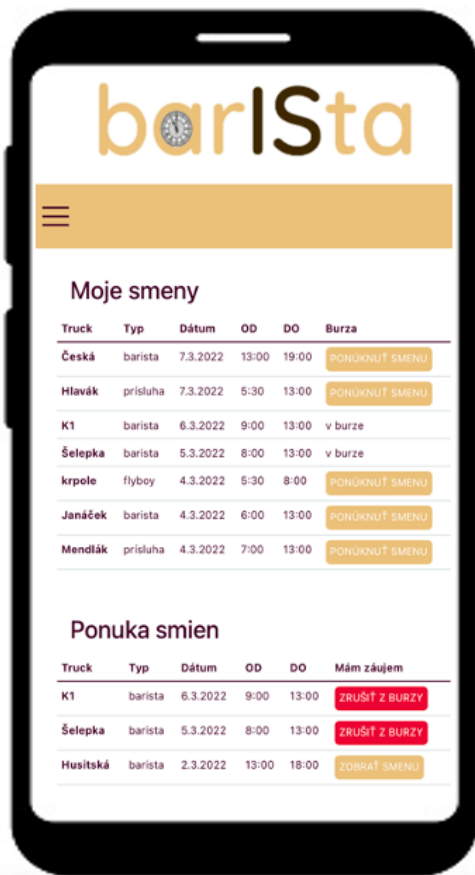 barISta
Moje smeny
Truck Typ Dátum OD DO Burza
Česká barista 7.3.2022 13:00 19:00 PONÚKNUŤ SMENU
Hlavák prísluha 7.3.2022 5:30 13:00 PONÚKNUŤ SMENU
K1 barista 6.3.2022 9:00 13:00 v burze
Šelepka barista 5.3.2022 8:00 13:00 v burze
krpole flyboy 4.3.2022 5:30 8:00 PONÚKNUŤ SMENU
Janáček barista 4.3.2022 6:00 13:00 PONÚKNUŤ SMENU
Mendlák prísluha 4.3.2022 7:00 13:00 PONÚKNUŤ SMENU
Ponuka smien
Truck Typ Dátum OD DO Mám záujem
K1 barista 6.3.2022 9:00 13:00 ZRUŠIŤ Z BURZY
Šelepka barista 5.3.2022 8:00 13:00 ZRUŠIŤ Z BURZY
Husitská barista 2.3.2022 13:00 18:00 ZOBRAŤ SMENU